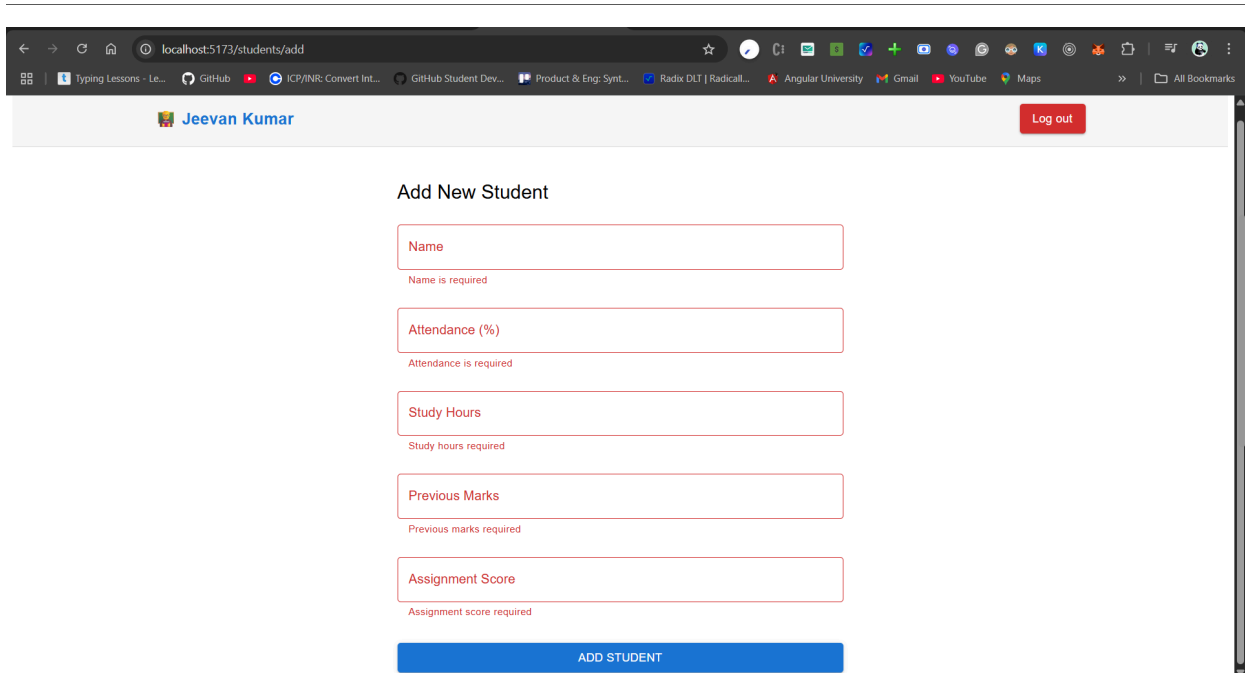 localhost:5173/students/add
Typing Lessons - Le... GitHub ICP/INR: Convert Int... GitHub Student Dev... Product & Eng: Synt... Radix DLT | Radicall... Angular University Gmail YouTube Maps » All Bookmarks
Jeevan Kumar Log out
Add New Student
Name
Name is required
Attendance (%)
Attendance is required
Study Hours
Study hours required
Previous Marks
Previous marks required
Assignment Score
Assignment score required
ADD STUDENT